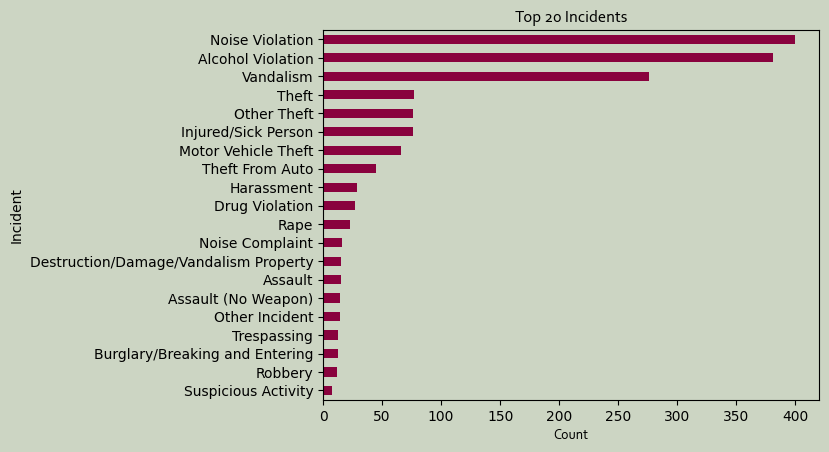 Top 20 Incidents
Noise Violation
Alcohol Violation
Vandalism
Theft
Other Theft
Injured/Sick Person
Motor Vehicle Theft
Theft From Auto
Harassment
Drug Violation
Rape
Noise Complaint
Destruction/Damage/Vandalism Property
Assault
Assault (No Weapon)
Other Incident
Trespassing
Burglary/Breaking and Entering
Robbery
Suspicious Activity
Incident
0 50 100 150 200 250 300 350 400
Count